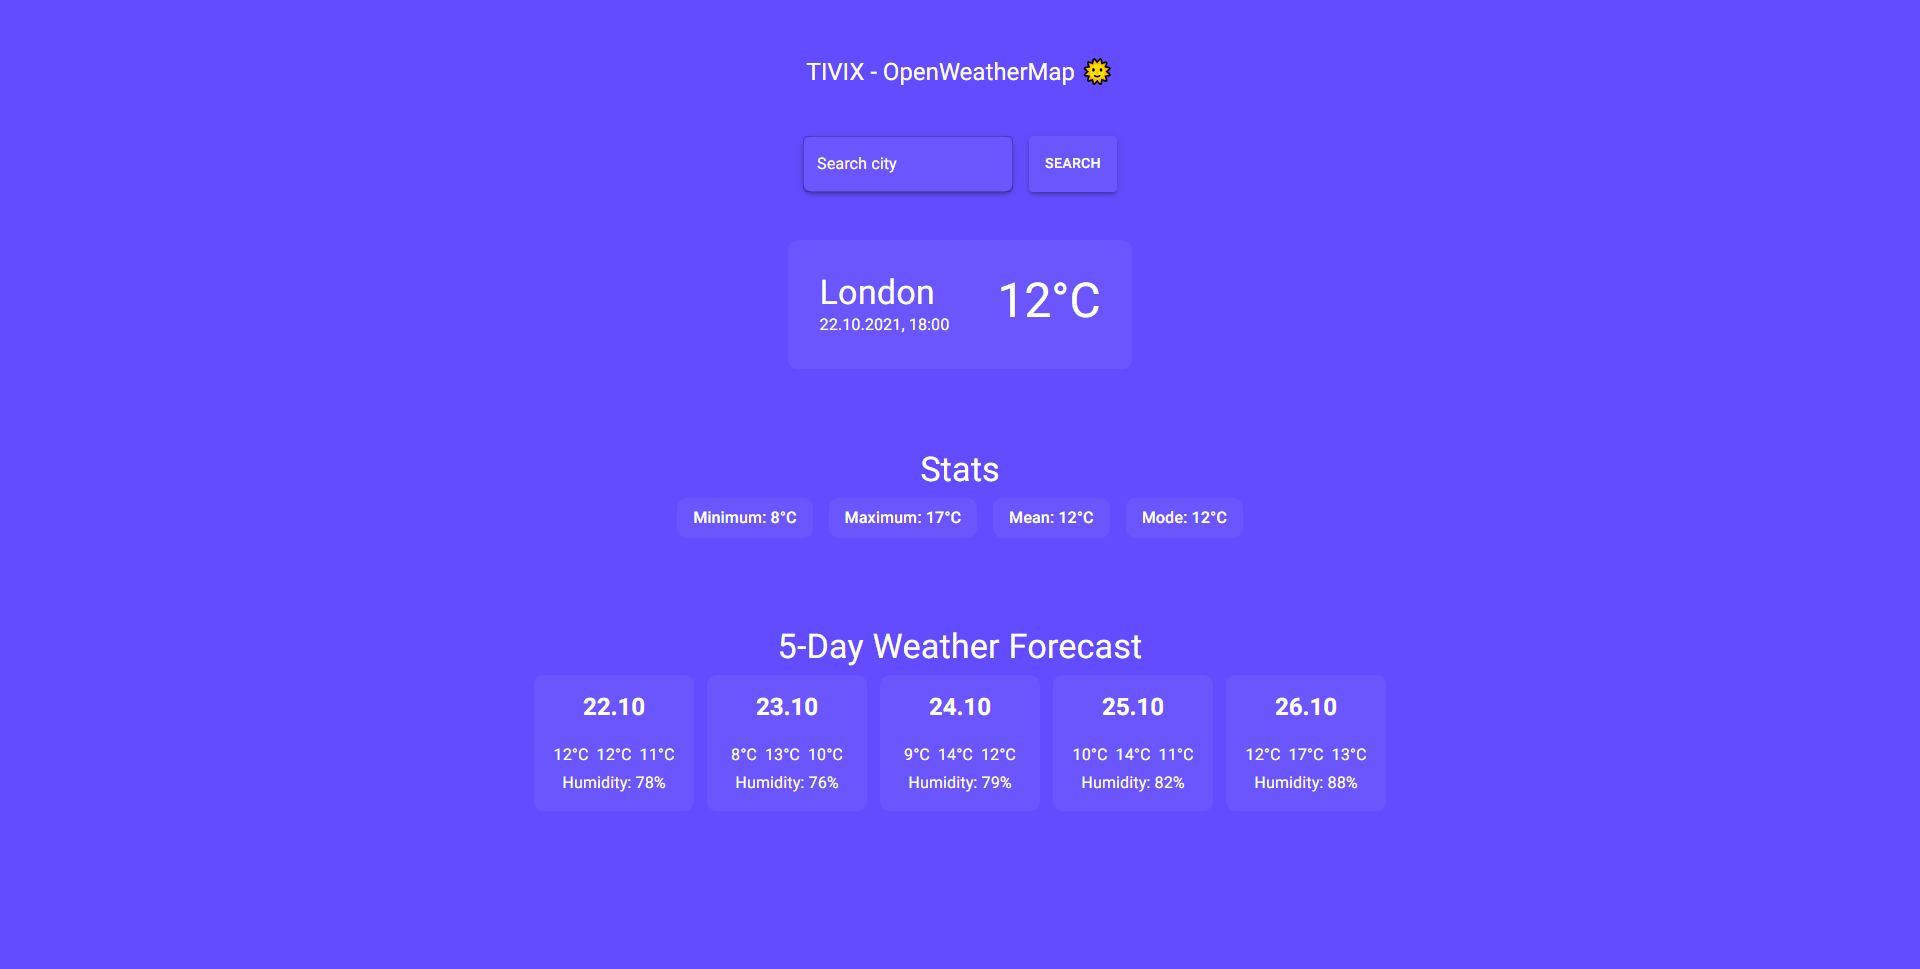 TIVIX - OpenWeatherMap 🌞
Search city
SEARCH
London
22.10.2021, 18:00
12°C
Stats
Minimum: 8°C
Maximum: 17°C
Mean: 12°C
Mode: 12°C
5-Day Weather Forecast
22.10
12°C 12°C 11°C
Humidity: 78%
23.10
8°C 13°C 10°C
Humidity: 76%
24.10
9°C 14°C 12°C
Humidity: 79%
25.10
10°C 14°C 11°C
Humidity: 82%
26.10
12°C 17°C 13°C
Humidity: 88%